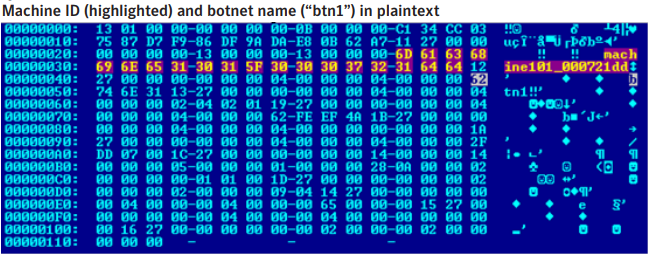 Machine ID (highlighted) and botnet name (“btn1”) in plaintext
00000000: 13 01 00 00-00 00 00 00-0B 00 00 00-C1 34 CC 03
00000010: 75 87 D7 F9-86 DF 9A DA-E8 0B 62 A7-11 27 00 00
00000020: 00 00 00 00-00 00 13 00-00 00 6D 61 63 68 mach
00000030: 69 6E 65 31-30 31 5F 30-30 30 37 32-31 64 64 12 ine101_000721dd
00000040: 27 00 00 00-00 00 00 00-04 00 00 00-04 00 00 62 b
00000050: 74 6E 31 13-27 00 00 00-00 00 00 00-04 00 00 04 tn1
00000060: 00 00 00 02-04 02 01 19-27 00 00 00-00 00 00 04
00000070: 00 00 00 04-00 00 00 62-FE EF 4A 1B-27 00 00 00
00000080: 00 00 00 04-00 00 00 04-00 00 00 00-00 00 00 1A
00000090: 27 00 00 00-00 00 00 00-04 00 00 00-04 00 00 2F
000000A0: DD 07 00 1C-27 00 00 00-00 00 00 00-14 00 00 14
000000B0: 00 00 00 05-00 00 00 01-00 00 00 28-0A 00 00 02
000000C0: 00 00 00 00-01 01 00 1D-27 00 00 00-00 00 00 02
000000D0: 00 00 00 02-00 00 00 09-04 14 27 00-00 00 00 00
000000E0: 00 04 00 00-00 04 00 00-00 65 00 00-00 15 27 00
000000F0: 00 00 00 00-00 04 00 00-00 04 00 00-00 00 00 00
00000100: 00 16 27 00-00 00 00 00-00 02 00 00-00 02 00 00
00000110: 00 00 00 - - -